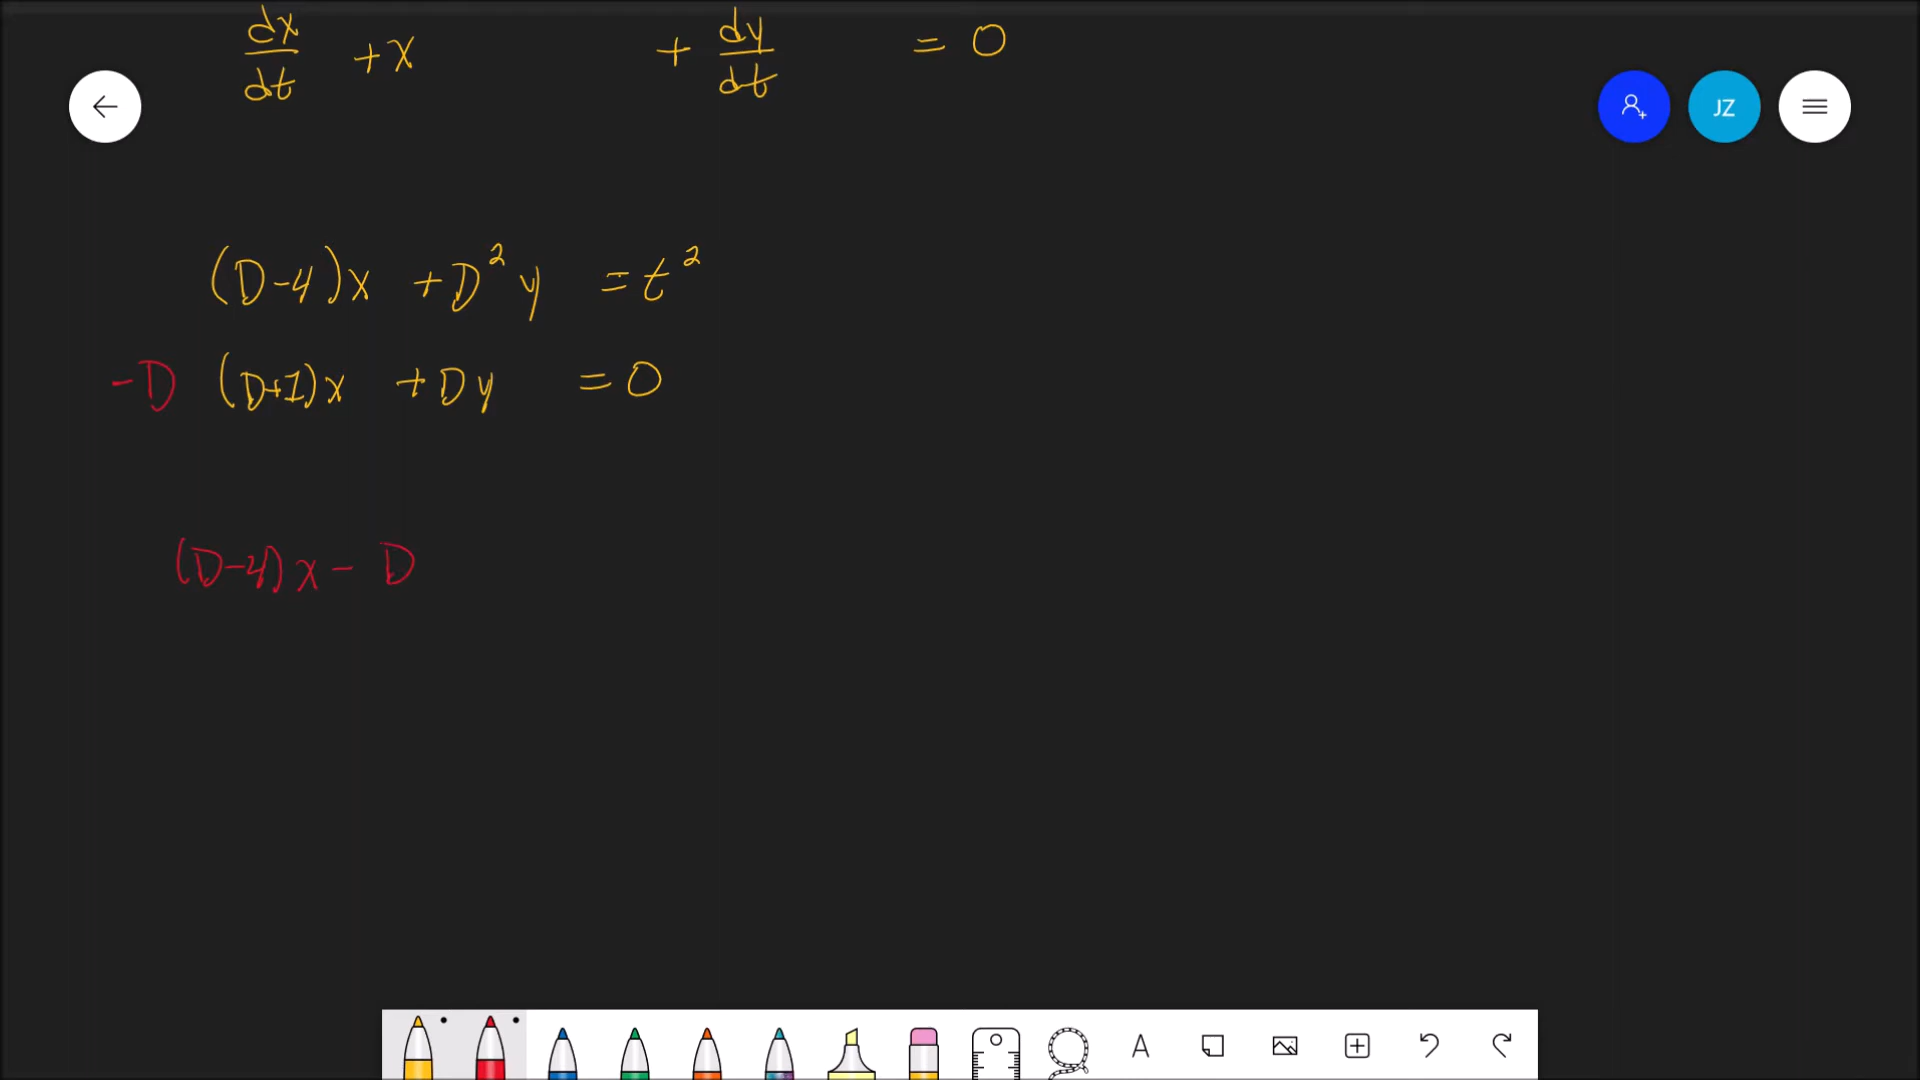 dx/dt + x + dy/dt = 0
JZ
(D-4)x + D²y = t²
-D (D+1)x + Dy = 0
(D-4)x - D
A